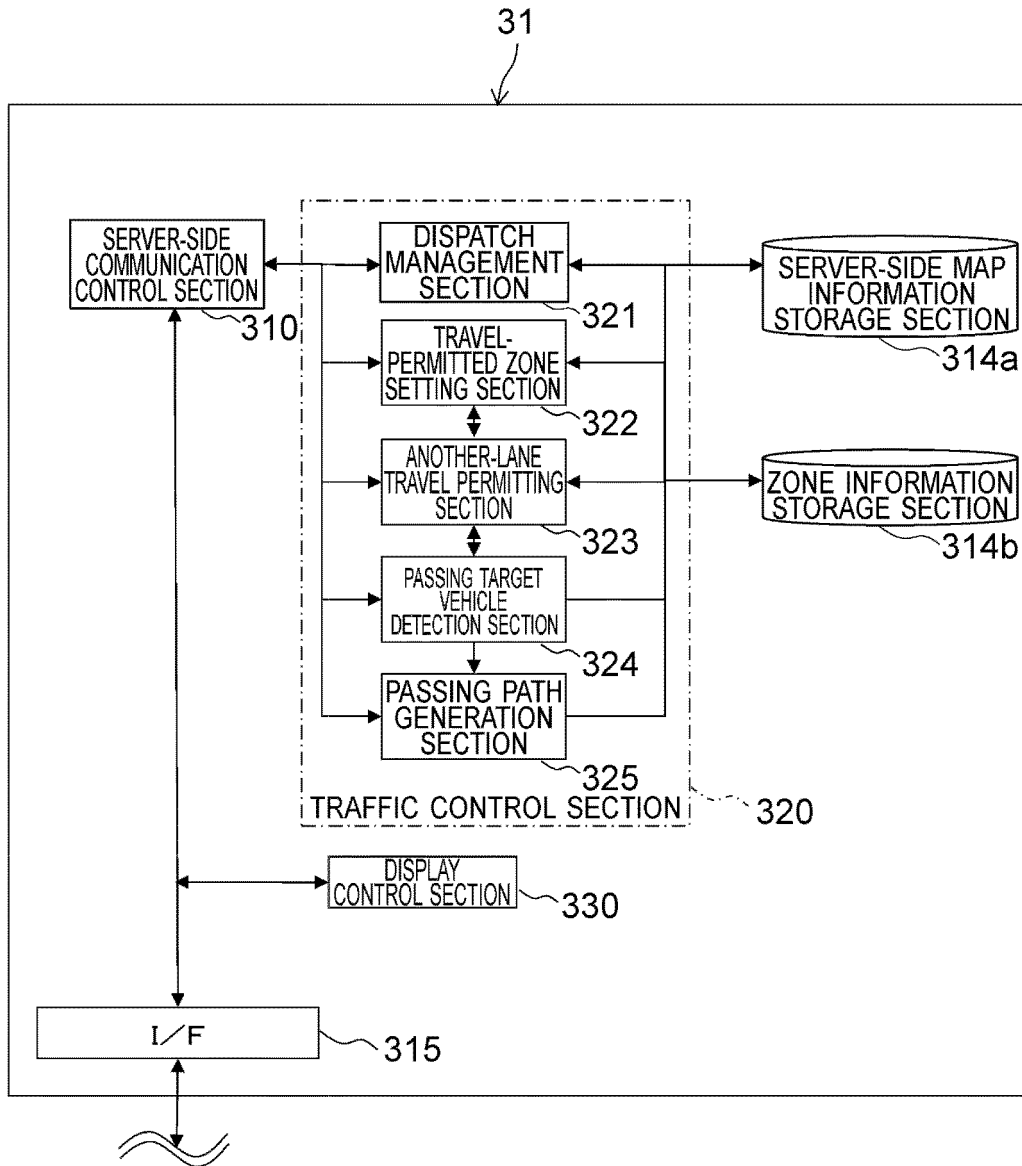 31
SERVER-SIDE
COMMUNICATION
CONTROL SECTION
310
DISPATCH
MANAGEMENT
SECTION
321
SERVER-SIDE MAP
INFORMATION
STORAGE SECTION
314a
TRAVEL-
PERMITTED ZONE
SETTING SECTION
322
ANOTHER-LANE
TRAVEL PERMITTING
SECTION
323
ZONE INFORMATION
STORAGE SECTION
314b
PASSING TARGET
VEHICLE
DETECTION SECTION
324
PASSING PATH
GENERATION
SECTION
325
TRAFFIC CONTROL SECTION
320
DISPLAY
CONTROL SECTION
330
I/F
315